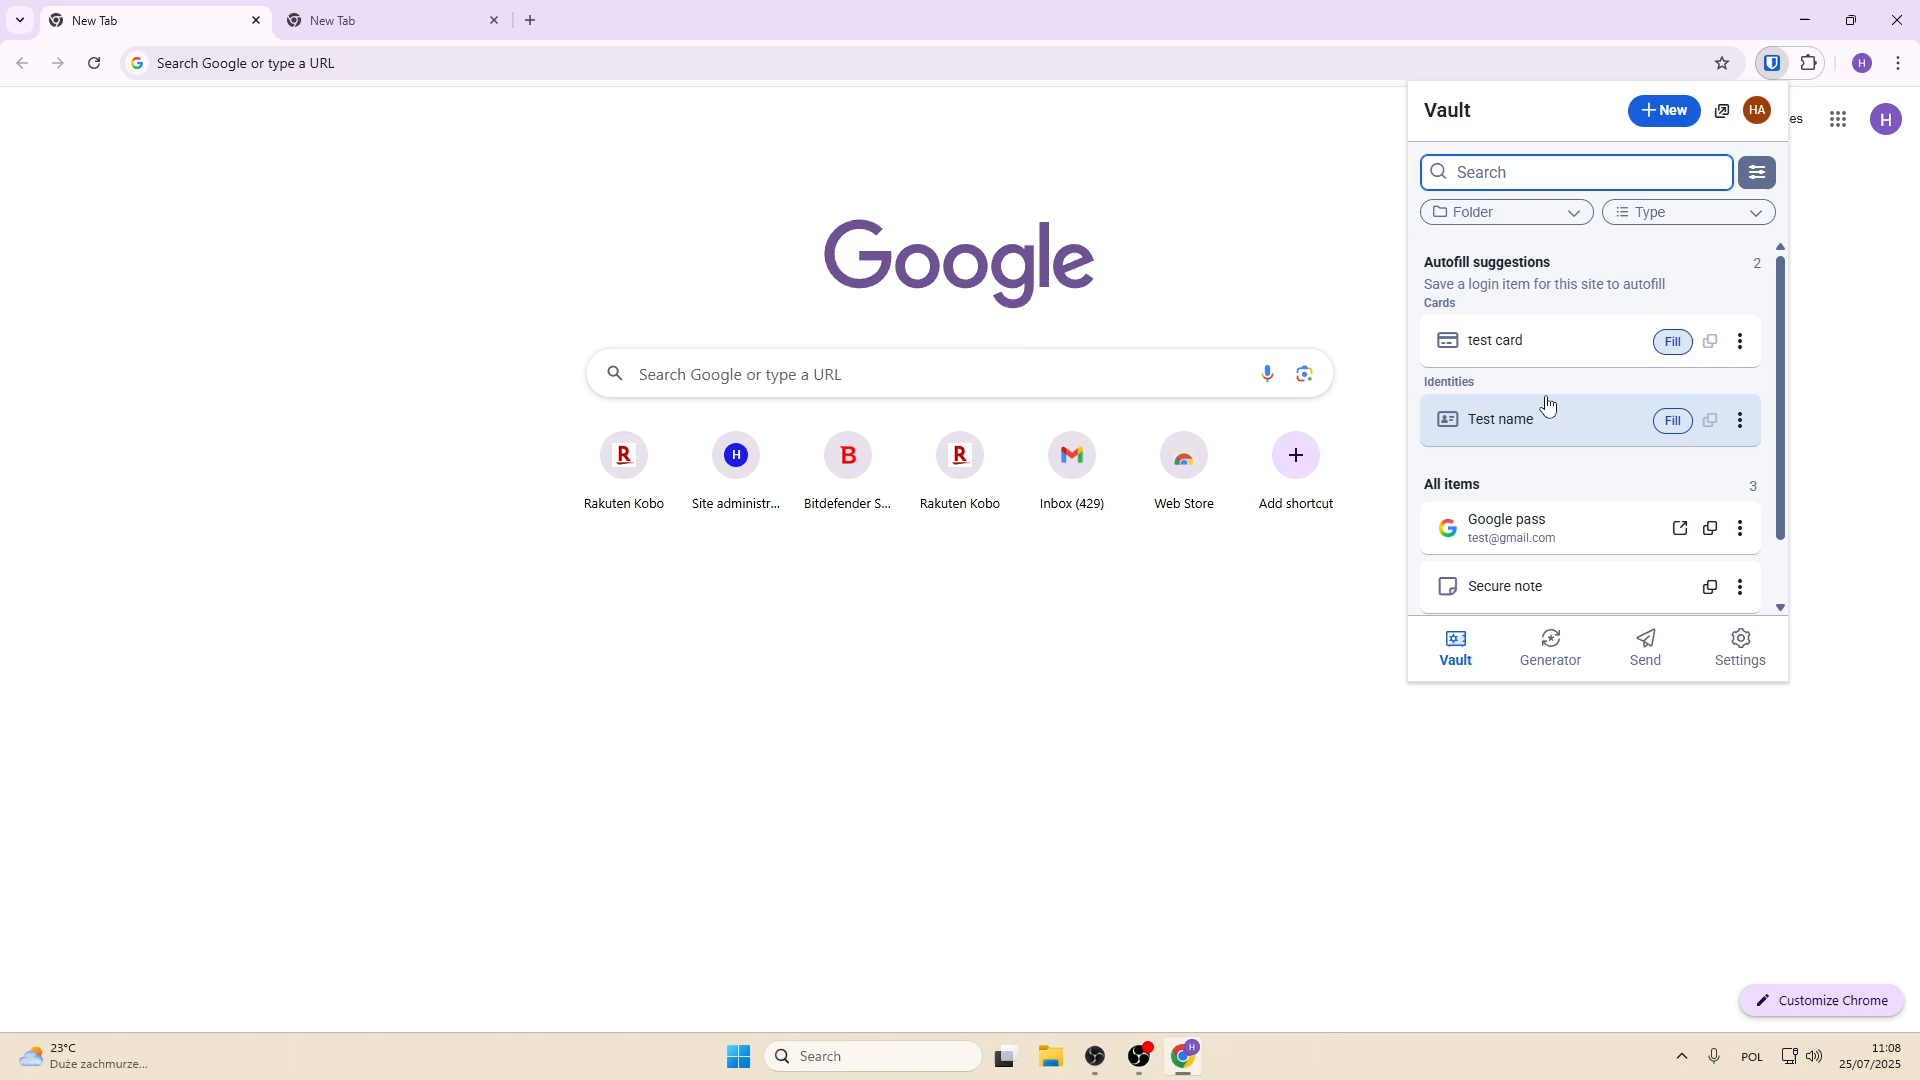 New Tab
New Tab
Search Google or type a URL
H
Vault
New
HA
es
H
Search
Folder
Type
Google
Autofill suggestions
2
Save a login item for this site to autofill
Cards
test card
Fill
Search Google or type a URL
Identities
Test name
Fill
R
H
B
R
Rakuten Kobo
Site administr...
Bitdefender S...
Rakuten Kobo
Inbox (429)
Web Store
Add shortcut
All items
3
Google pass
test@gmail.com
Secure note
Vault
Generator
Send
Settings
Customize Chrome
23°C
Duże zachmurze...
Search
H
POL
11:08
25/07/2025